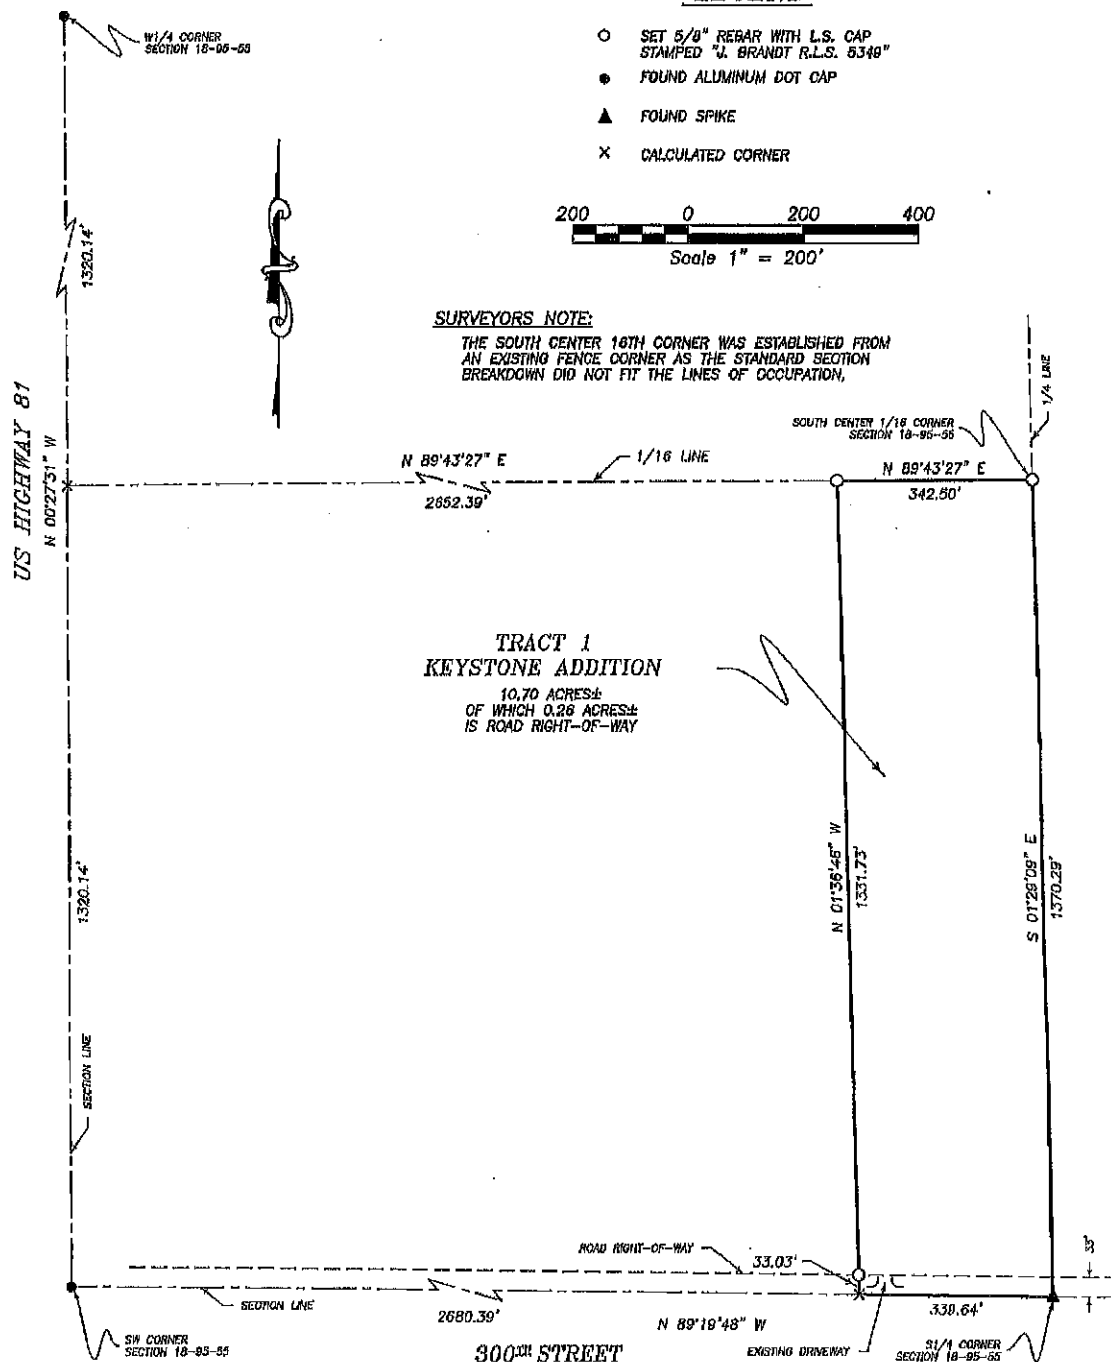 W1/4 CORNER
SECTION 18-95-55
SET 5/8" REBAR WITH L.S. CAP
STAMPED "J. BRANDT R.L.S. 5349"
FOUND ALUMINUM DOT CAP
FOUND SPIKE
CALCULATED CORNER
200 0 200 400
Scale 1" = 200'
1320.14'
SURVEYORS NOTE:
THE SOUTH CENTER 16TH CORNER WAS ESTABLISHED FROM
AN EXISTING FENCE CORNER AS THE STANDARD SECTION
BREAKDOWN DID NOT FIT THE LINES OF OCCUPATION.
1/4 LINE
US HIGHWAY 81
N 00°27'31" W
SOUTH CENTER 1/16 CORNER
SECTION 18-95-55
N 89°43'27" E
1/16 LINE
2652.39'
N 89°43'27" E
342.50'
TRACT 1
KEYSTONE ADDITION
10.70 ACRES±
OF WHICH 0.26 ACRES±
IS ROAD RIGHT-OF-WAY
1320.14'
N 01°36'46" W
1331.73'
S 01°29'09" E
1370.29'
SECTION LINE
ROAD RIGHT-OF-WAY
33.03'
33'
SECTION LINE
2680.39'
N 89°19'48" W
339.64'
SW CORNER
SECTION 18-95-55
300TH STREET
EXISTING DRIVEWAY
S1/4 CORNER
SECTION 18-95-55